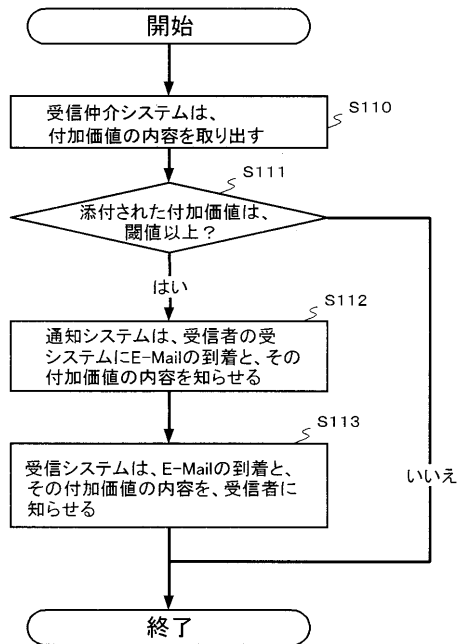 開始
受信仲介システムは、
付加価値の内容を取り出す
S110
S111
添付された付加価値は、
閾値以上？
はい
S112
通知システムは、受信者の受
システムにE-Mailの到着と、その
付加価値の内容を知らせる
S113
受信システムは、E-Mailの到着と、
その付加価値の内容を、受信者に
知らせる
いいえ
終了